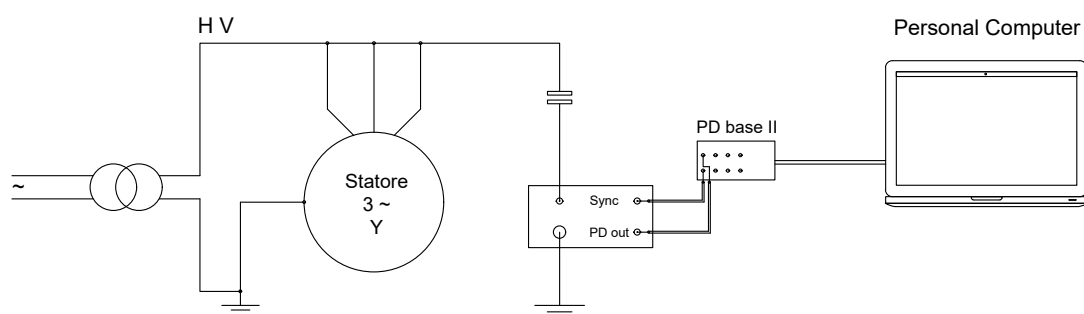 H V
Personal Computer
PD base II
~
Statore
3 ~
Y
Sync
PD out